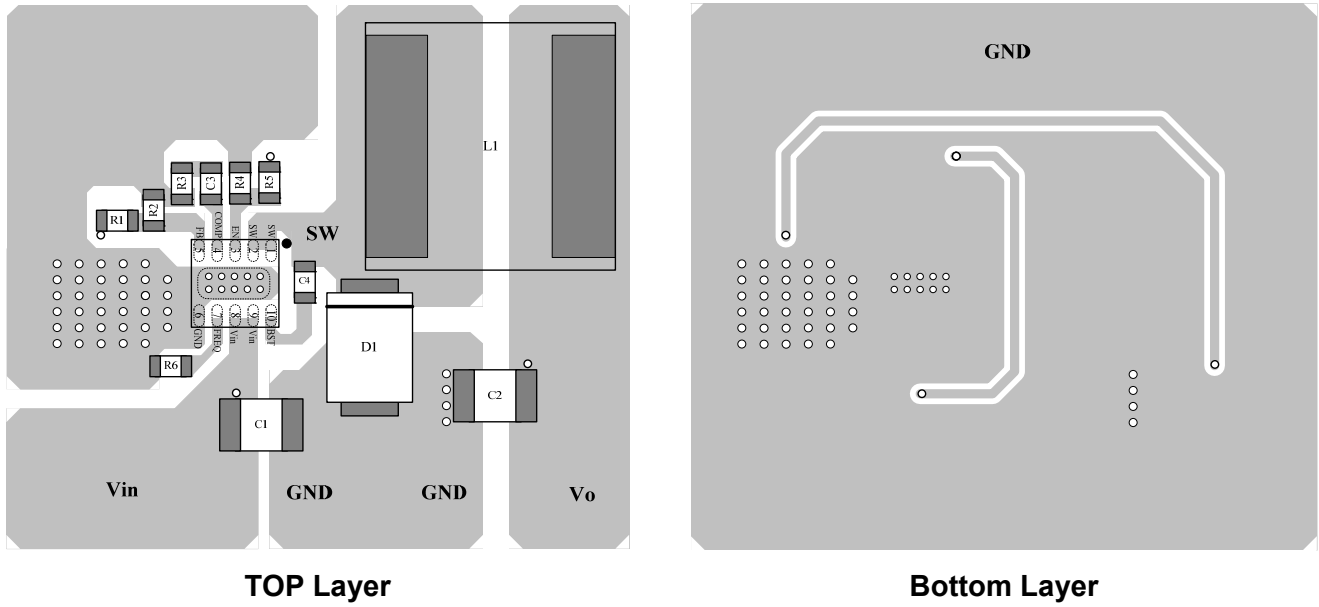 GND
L1
R3
C3
R4
R5
R2
R1
FB
COMP
EN
SW
SW
5
4
3
2
1
SW
C4
6
7
8
9
10
GND
FREQ
Vin
Vin
BST
D1
R6
C2
C1
Vin
GND
GND
Vo
TOP Layer
Bottom Layer